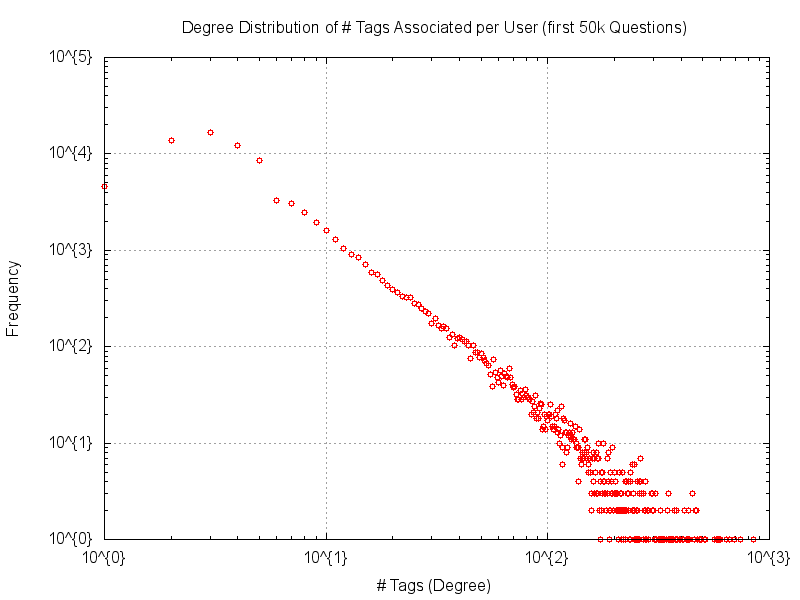 Degree Distribution of # Tags Associated per User (first 50k Questions)
10^{5}
10^{4}
10^{3}
10^{2}
10^{1}
10^{0}
Frequency
10^{0} 10^{1} 10^{2} 10^{3}
# Tags (Degree)